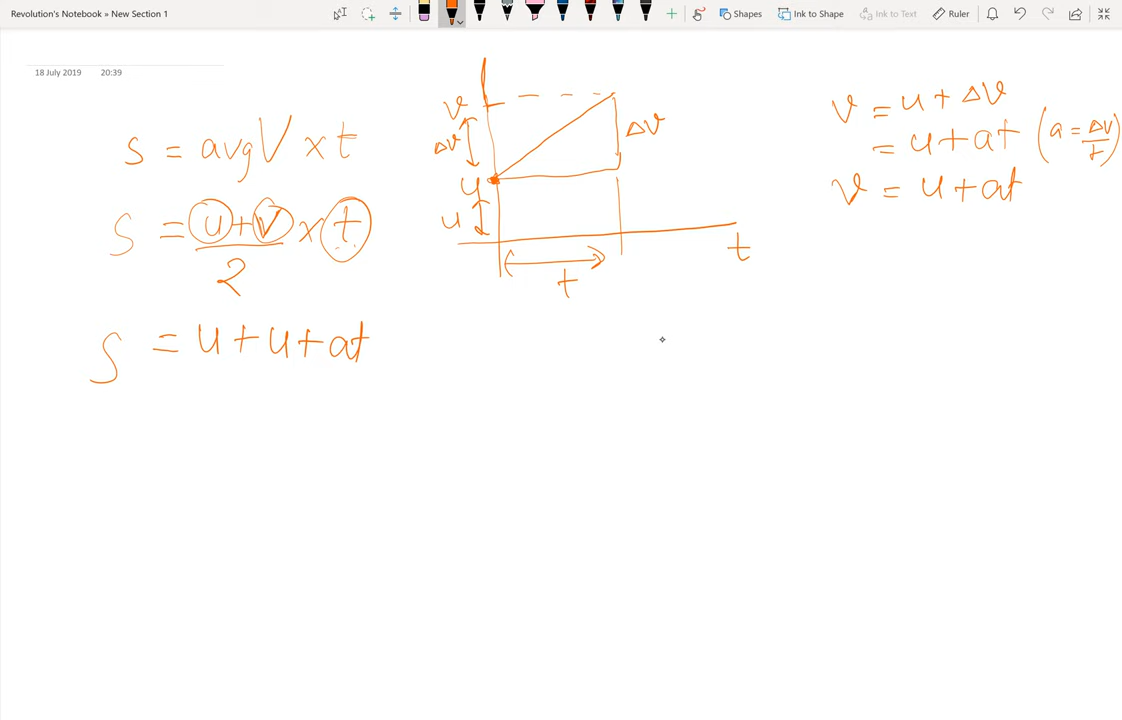 Revolution's Notebook » New Section 1
Shapes
Ink to Shape
Ink to Text
Ruler
18 July 2019 20:39
s = avgV × t
S = (u+v)/2 × t
S = u+u+at
v
Δv
u
u
Δv
t
t
v = u + Δv
= u + at (a = Δv/t)
v = u + at